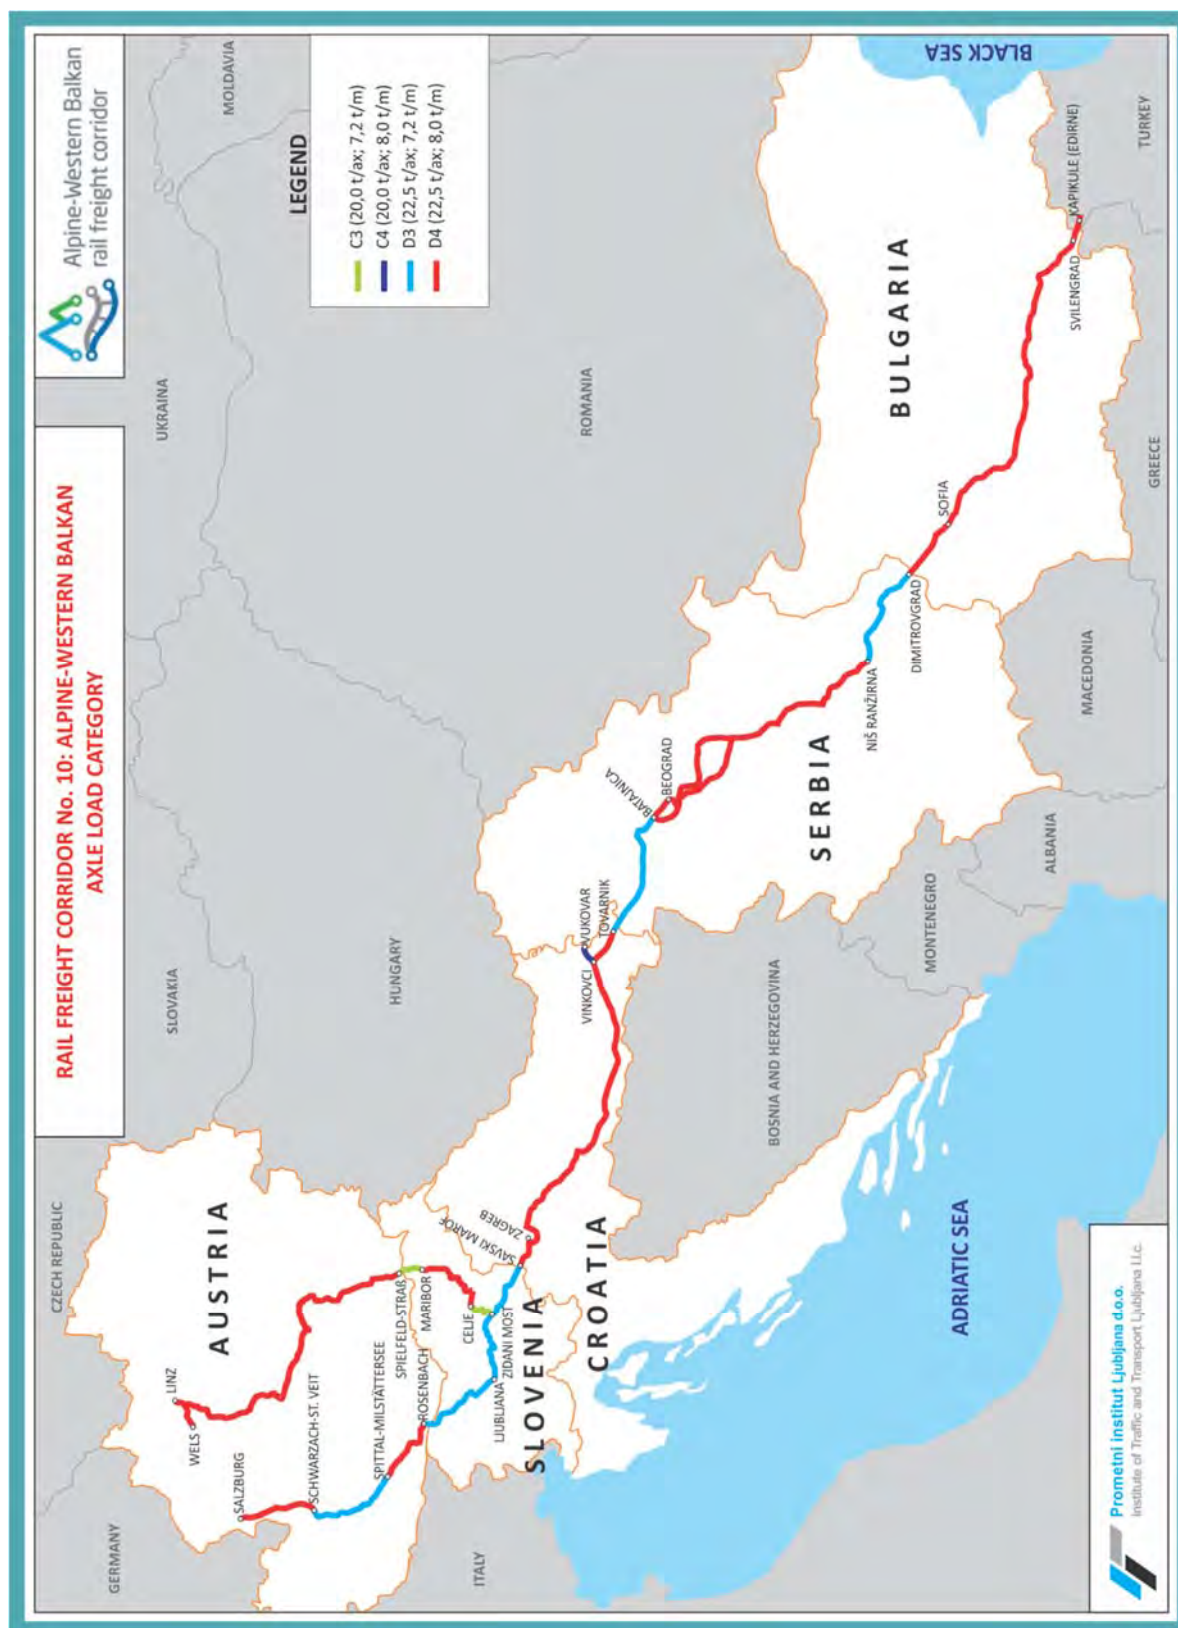 RAIL FREIGHT CORRIDOR No. 10: ALPINE-WESTERN BALKAN
AXLE LOAD CATEGORY
Alpine-Western Balkan
rail freight corridor
LEGEND
C3 (20,0 t/ax; 7,2 t/m)
C4 (20,0 t/ax; 8,0 t/m)
D3 (22,5 t/ax; 7,2 t/m)
D4 (22,5 t/ax; 8,0 t/m)
GERMANY
CZECH REPUBLIC
SLOVAKIA
UKRAINA
MOLDAVIA
AUSTRIA
HUNGARY
ROMANIA
BLACK SEA
LINZ
WELS
SALZBURG
SCHWARZACH-ST. VEIT
SPITTAL-MILSTÄTTERSEE
SPIELFELD-STRAß
ROSENBACH
MARIBOR
CELJE
LJUBLJANA
ZIDANI MOST
ITALY
SLOVENIA
SAVSKI MAROF
ZAGREB
CROATIA
VINKOVCI
VUKOVAR
TOVARNIK
BATAJNICA
BEOGRAD
SERBIA
NIŠ RANŽIRNA
DIMITROVGRAD
SOFIA
BULGARIA
SVILENGRAD
KAPIKULE (EDIRNE)
TURKEY
GREECE
MACEDONIA
ALBANIA
MONTENEGRO
BOSNIA AND HERZEGOVINA
ADRIATIC SEA
Prometni institut Ljubljana d.o.o.
Institute of Traffic and Transport Ljubljana l.l.c.